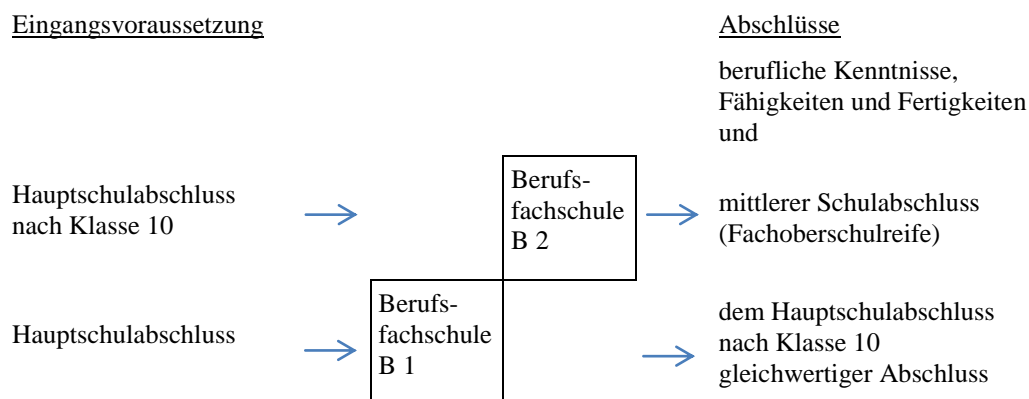 Eingangsvoraussetzung
Abschlüsse
berufliche Kenntnisse,
Fähigkeiten und Fertigkeiten
und
Hauptschulabschluss
nach Klasse 10
Berufs-
fachschule
B 2
mittlerer Schulabschluss
(Fachoberschulreife)
Hauptschulabschluss
Berufs-
fachschule
B 1
dem Hauptschulabschluss
nach Klasse 10
gleichwertiger Abschluss